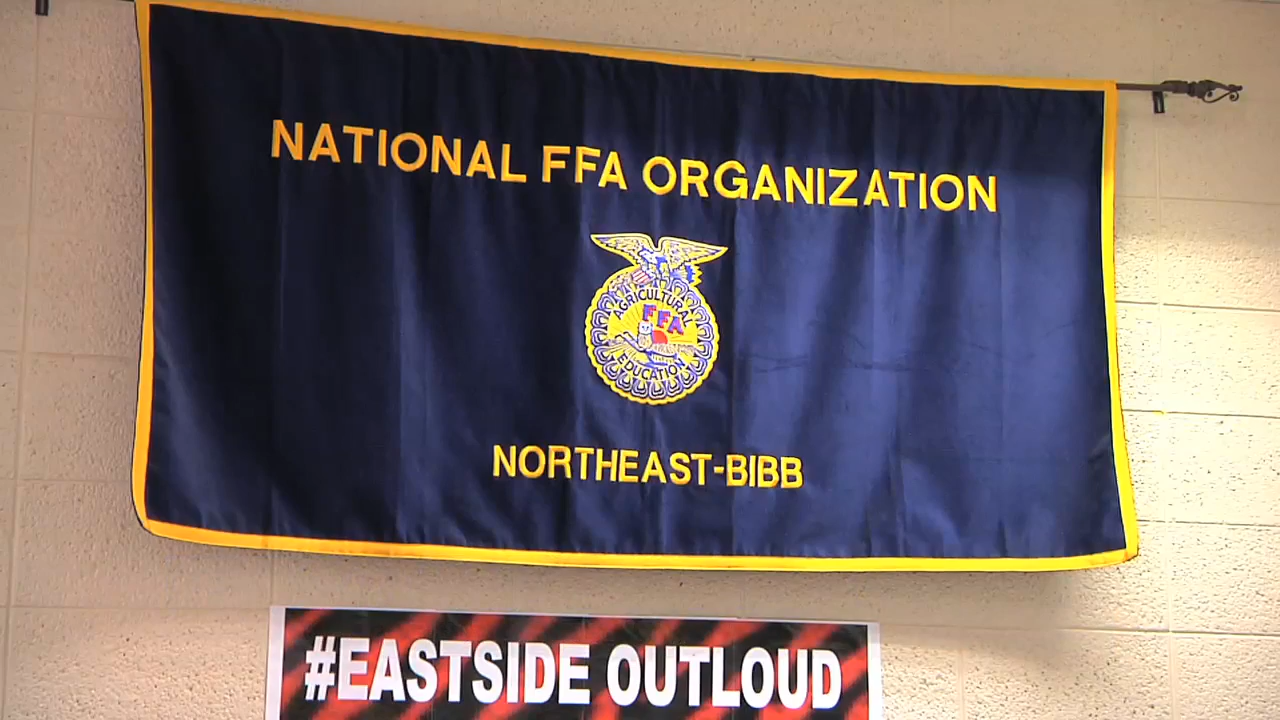 NATIONAL FFA ORGANIZATION
AGRICULTURAL
FFA
EDUCATION
NORTHEAST-BIBB
#EASTSIDE OUTLOUD